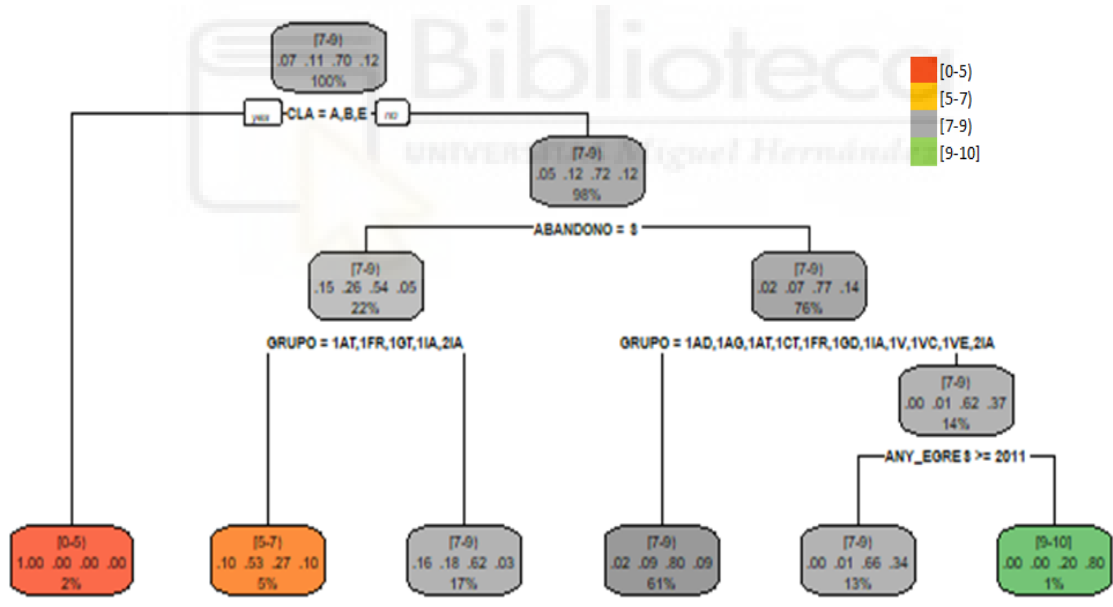 Biblioteca
[7-9)
.07 .11 .70 .12
100%
[0-5)
[5-7)
[7-9)
[9-10]
yes CLA = A,B,E no
UNIVERSITAS Miguel Hernández
[7-9)
.05 .12 .72 .12
98%
ABANDONO = S
[7-9)
.15 .26 .54 .05
22%
[7-9)
.02 .07 .77 .14
76%
GRUPO = 1AT,1FR,1GT,1IA,2IA
GRUPO = 1AD,1AG,1AT,1CT,1FR,1GD,1IA,1V,1VC,1VE,2IA
[7-9)
.00 .01 .62 .37
14%
ANY_EGRES >= 2011
[0-5)
1.00 .00 .00 .00
2%
[5-7)
.10 .53 .27 .10
5%
[7-9)
.16 .18 .62 .03
17%
[7-9)
.02 .09 .80 .09
61%
[7-9)
.00 .01 .66 .34
13%
[9-10]
.00 .00 .20 .80
1%